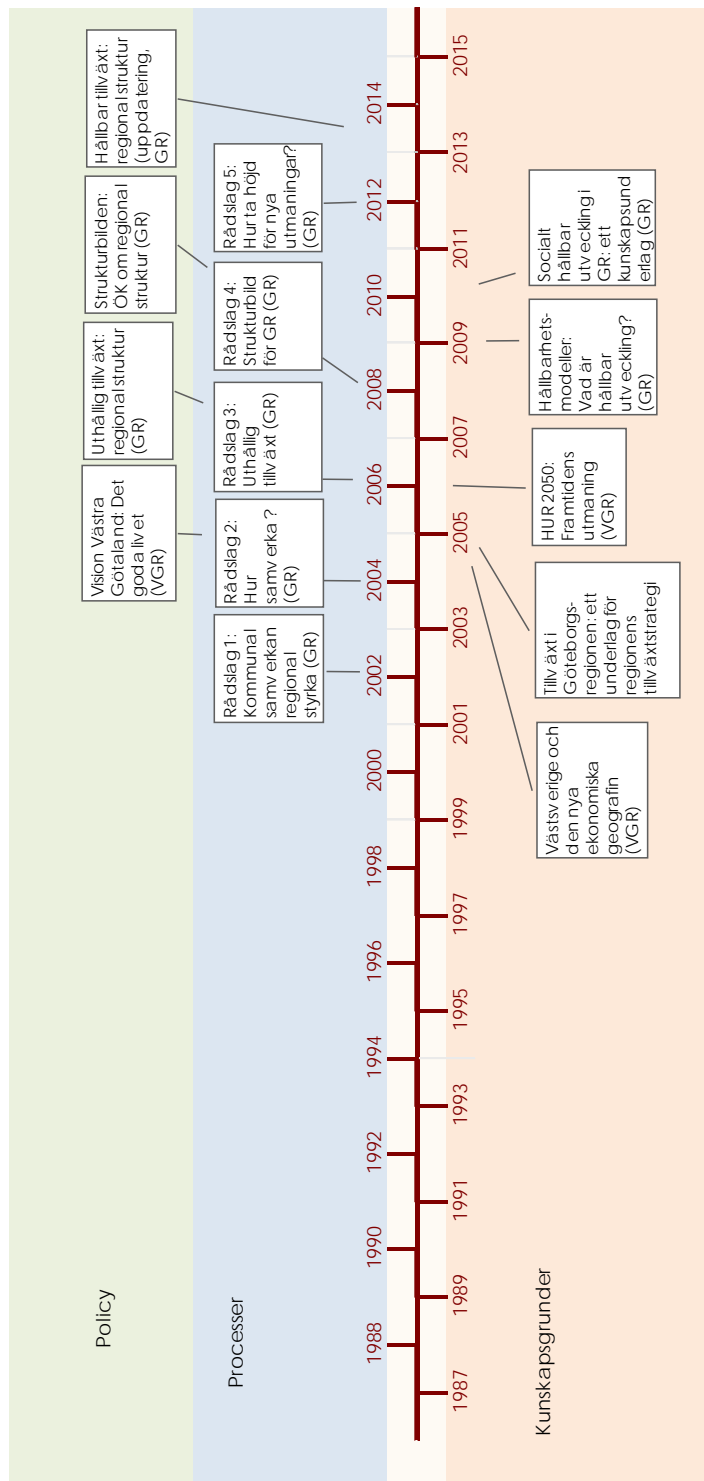 Policy
Vision Västra
Götaland: Det
goda livet
(VGR)
Uthållig tillväxt:
regional struktur
(GR)
Strukturbilden:
ÖK om regional
struktur (GR)
Hållbar tillväxt:
regional struktur
(uppdatering,
GR)
Processer
Rådslag 1:
Kommunal
samverkan
regional
styrka (GR)
Rådslag 2:
Hur
samverka?
(GR)
Rådslag 3:
Uthållig
tillväxt (GR)
Rådslag 4:
Strukturbild
för GR (GR)
Rådslag 5:
Hur ta höjd
för nya
utmaningar?
(GR)
1988
1990
1992
1994
1996
1998
2000
2002
2004
2006
2008
2010
2012
2014
1987
1989
1991
1993
1995
1997
1999
2001
2003
2005
2007
2009
2011
2013
2015
Kunskapsgrunder
Västsverige och
den nya
ekonomiska
geografin
(VGR)
Tillväxt i
Göteborgs-
regionen: ett
underlag för
regionens
tillväxtstrategi
HUR 2050:
Framtidens
utmaning
(VGR)
Hållbarhets-
modeller:
Vad är
hållbar
utveckling?
(GR)
Socialt
hållbar
utveckling i
GR: ett
kunskapsund
erlag (GR)